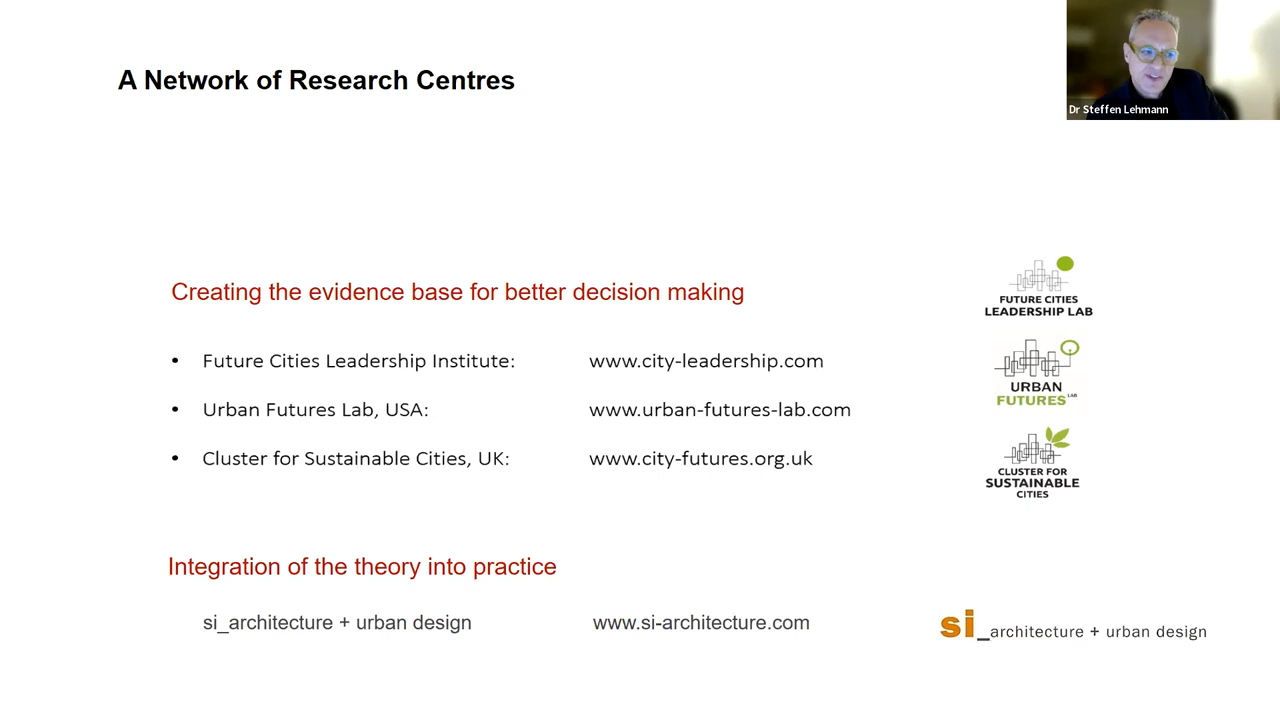 A Network of Research Centres
Dr Steffen Lehmann
Creating the evidence base for better decision making
• Future Cities Leadership Institute: www.city-leadership.com
• Urban Futures Lab, USA: www.urban-futures-lab.com
• Cluster for Sustainable Cities, UK: www.city-futures.org.uk
FUTURE CITIES
LEADERSHIP LAB
URBAN
FUTURES LAB
CLUSTER FOR
SUSTAINABLE
CITIES
Integration of the theory into practice
si_architecture + urban design www.si-architecture.com
si_architecture + urban design